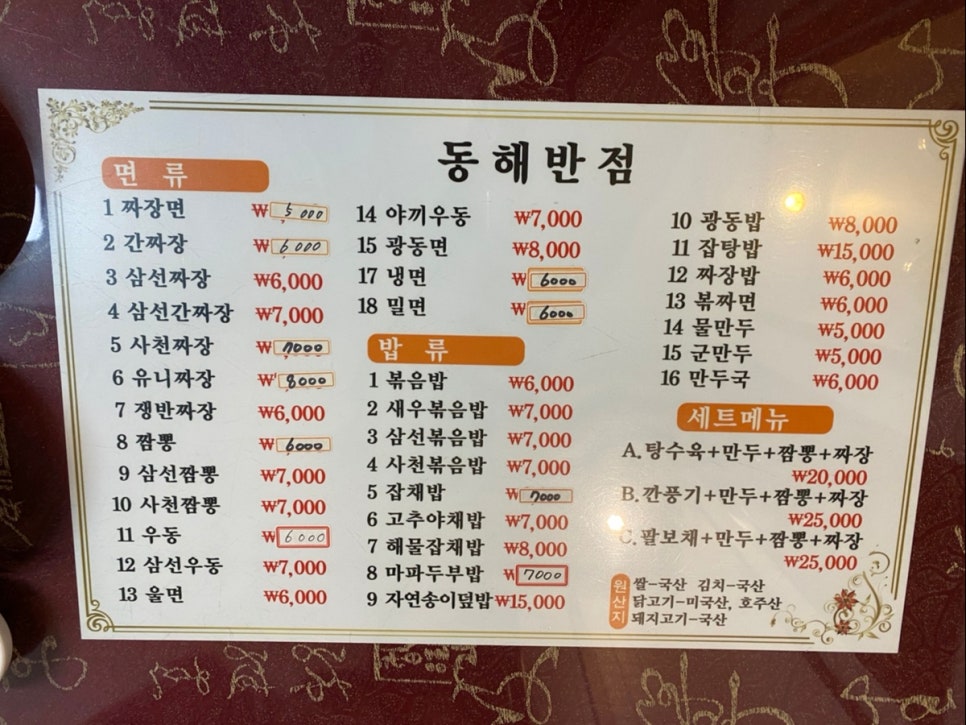 동해반점
면 류
1 짜장면 ₩5000
2 간짜장 ₩6000
3 삼선짜장 ₩6,000
4 삼선간짜장 ₩7,000
5 사천짜장 ₩7000
6 유니짜장 ₩8000
7 쟁반짜장 ₩6,000
8 짬뽕 ₩6000
9 삼선짬뽕 ₩7,000
10 사천짬뽕 ₩7,000
11 우동 ₩6000
12 삼선우동 ₩7,000
13 울면 ₩6,000
14 야끼우동 ₩7,000
15 광동면 ₩8,000
17 냉면 ₩6000
18 밀면 ₩6000
밥 류
1 볶음밥 ₩6,000
2 새우볶음밥 ₩7,000
3 삼선볶음밥 ₩7,000
4 사천볶음밥 ₩7,000
5 잡채밥 ₩7000
6 고추야채밥 ₩7,000
7 해물잡채밥 ₩8,000
8 마파두부밥 ₩7000
9 자연송이덮밥 ₩15,000
10 광동밥 ₩8,000
11 잡탕밥 ₩15,000
12 짜장밥 ₩6,000
13 볶짜면 ₩6,000
14 물만두 ₩5,000
15 군만두 ₩5,000
16 만두국 ₩6,000
세트메뉴
A.탕수육+만두+짬뽕+짜장
₩20,000
B.깐풍기+만두+짬뽕+짜장
₩25,000
C.팔보채+만두+짬뽕+짜장
₩25,000
원산지
쌀-국산 김치-국산
닭고기-미국산, 호주산
돼지고기-국산